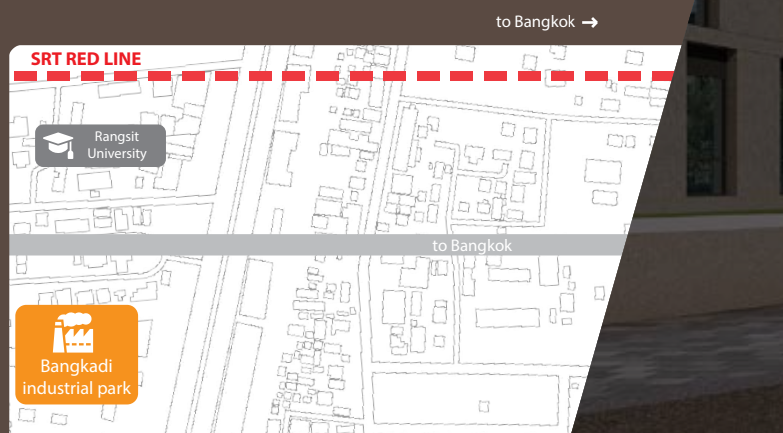 to Bangkok →
SRT RED LINE
Rangsit
University
to Bangkok
Bangkadi
industrial park